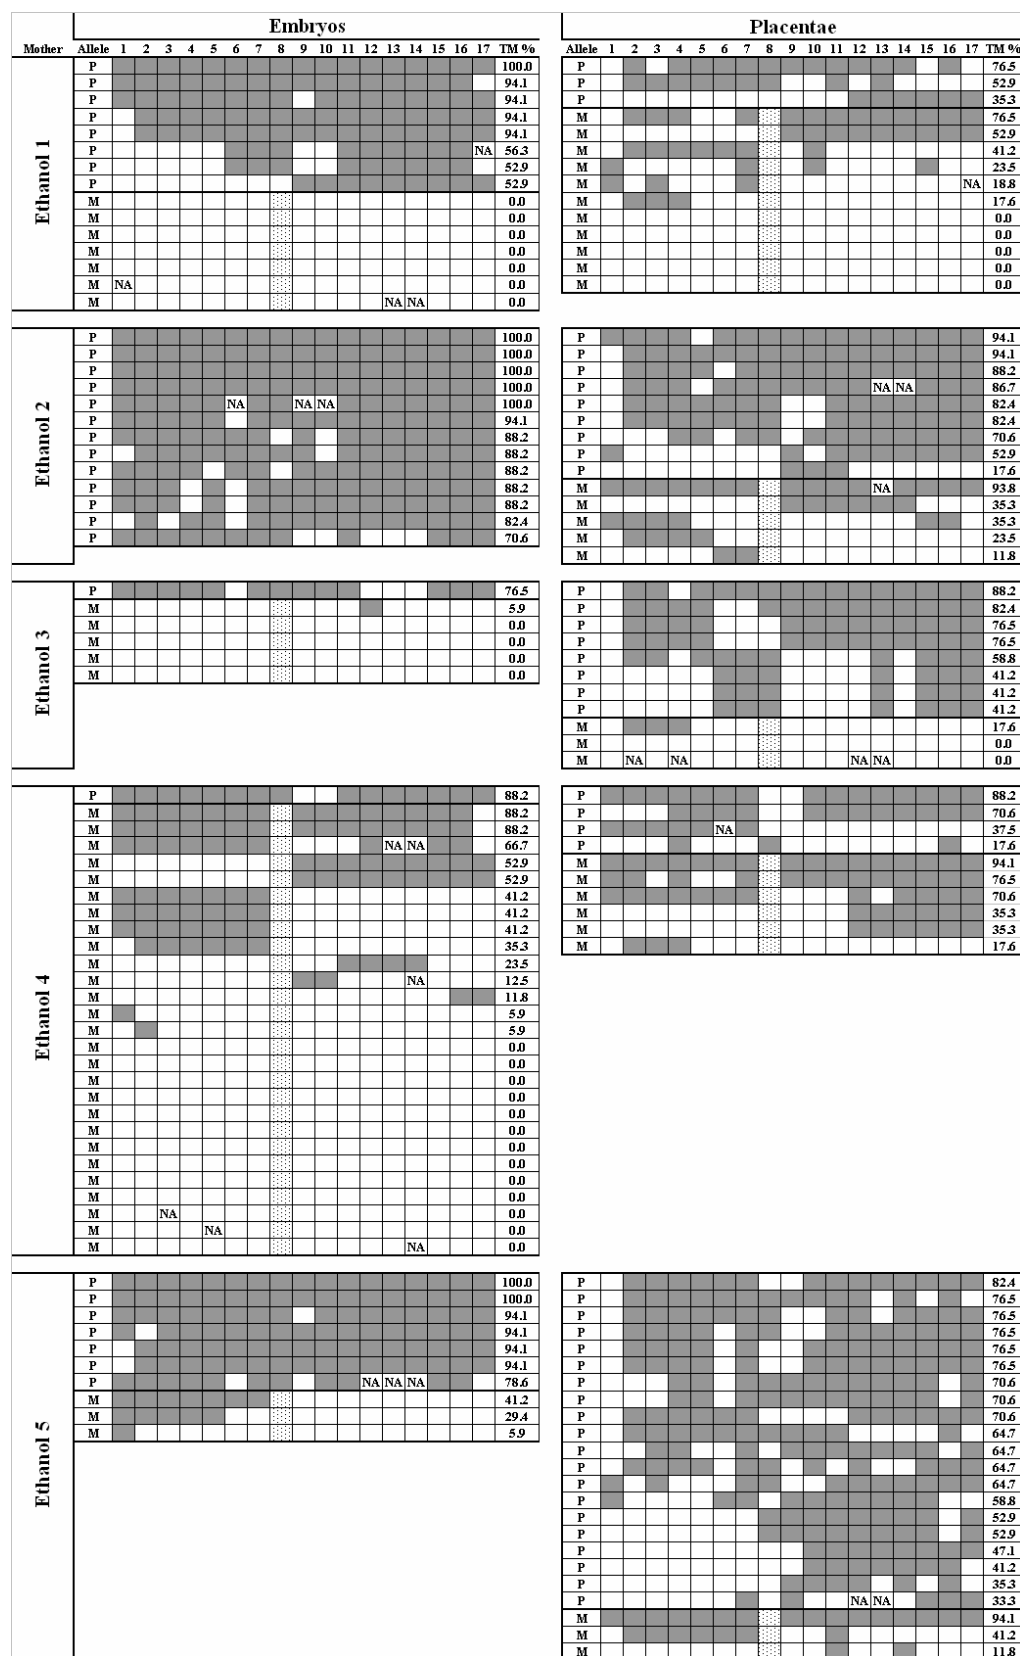 Embryos Placentae
Mother Allele 1 2 3 4 5 6 7 8 9 10 11 12 13 14 15 16 17 TM % Allele 1 2 3 4 5 6 7 8 9 10 11 12 13 14 15 16 17 TM %
Ethanol 1
P 100.0 P 76.5
P 94.1 P 52.9
P 94.1 P 35.3
P 94.1 M 76.5
P 94.1 M 52.9
P NA 56.3 M 41.2
P 52.9 M 23.5
P 52.9 M NA 18.8
M 0.0 M 17.6
M 0.0 M 0.0
M 0.0 M 0.0
M 0.0 M 0.0
M 0.0 M 0.0
M NA 0.0 M 0.0
M NA NA 0.0
Ethanol 2
P 100.0 P 94.1
P 100.0 P 94.1
P 100.0 P 88.2
P 100.0 P NA NA 86.7
P NA NA NA 100.0 P 82.4
P 94.1 P 82.4
P 88.2 P 70.6
P 88.2 P 52.9
P 88.2 P 17.6
P 88.2 M NA 93.8
P 88.2 M 35.3
P 82.4 M 35.3
P 70.6 M 23.5
M 11.8
Ethanol 3
P 76.5 P 88.2
M 5.9 P 82.4
M 0.0 P 76.5
M 0.0 P 76.5
M 0.0 P 58.8
M 0.0 P 41.2
P 41.2
P 41.2
M 17.6
M 0.0
M NA NA NA NA 0.0
Ethanol 4
P 88.2 P 88.2
M 88.2 P 70.6
M 88.2 P NA 37.5
M NA NA 66.7 P 17.6
M 52.9 M 94.1
M 52.9 M 76.5
M 41.2 M 70.6
M 41.2 M 35.3
M 41.2 M 35.3
M 35.3 M 17.6
M 23.5
M NA 12.5
M 11.8
M 5.9
M 5.9
M 0.0
M 0.0
M 0.0
M 0.0
M 0.0
M 0.0
M 0.0
M 0.0
M 0.0
M 0.0
M NA 0.0
M NA 0.0
M NA 0.0
Ethanol 5
P 100.0 P 82.4
P 100.0 P 76.5
P 94.1 P 76.5
P 94.1 P 76.5
P 94.1 P 76.5
P 94.1 P 76.5
P NA NA NA 78.6 P 70.6
M 41.2 P 70.6
M 29.4 P 70.6
M 5.9 P 64.7
P 64.7
P 64.7
P 64.7
P 58.8
P 52.9
P 52.9
P 47.1
P 41.2
P 35.3
P NA NA 33.3
M 94.1
M 41.2
M 11.8